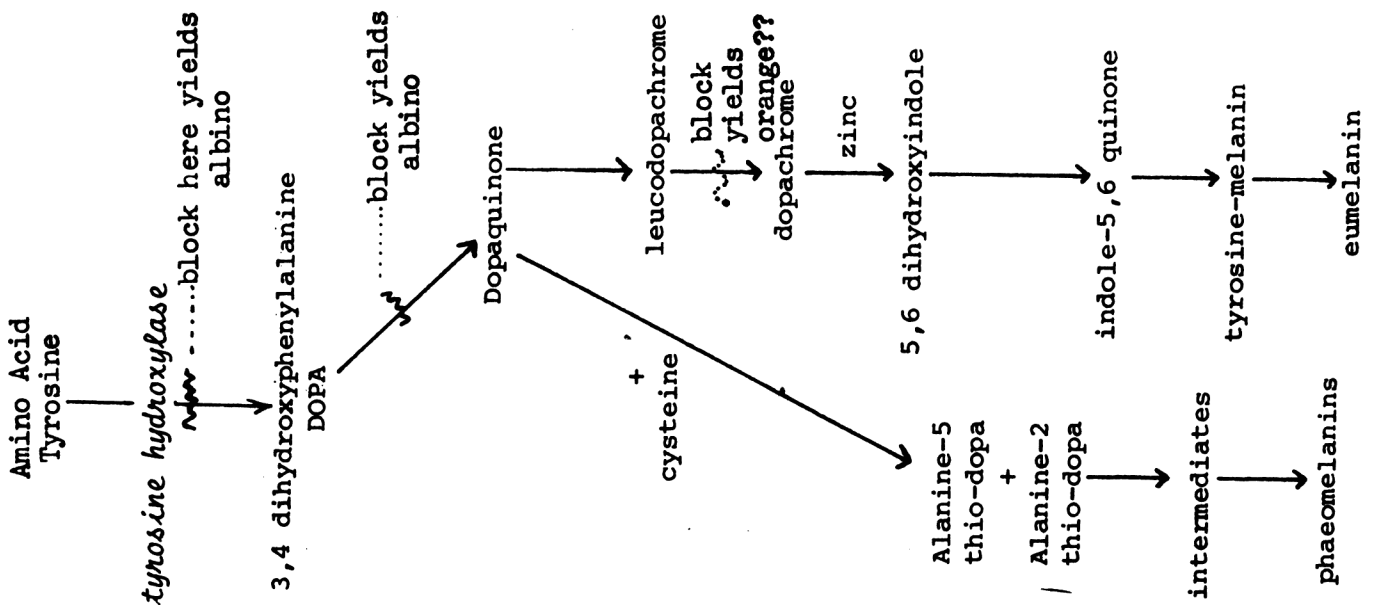 Amino Acid
Tyrosine
tyrosine hydroxylase
......block here yields
albino
3,4 dihydroxyphenylalanine
DOPA
.......block yields
albino
Dopaquinone
+
cysteine
leucodopachrome
block
yields
orange??
dopachrome
zinc
5,6 dihydroxyindole
Alanine-5
thio-dopa
+
Alanine-2
thio-dopa
indole-5,6 quinone
intermediates
tyrosine-melanin
phaeomelanins
eumelanin